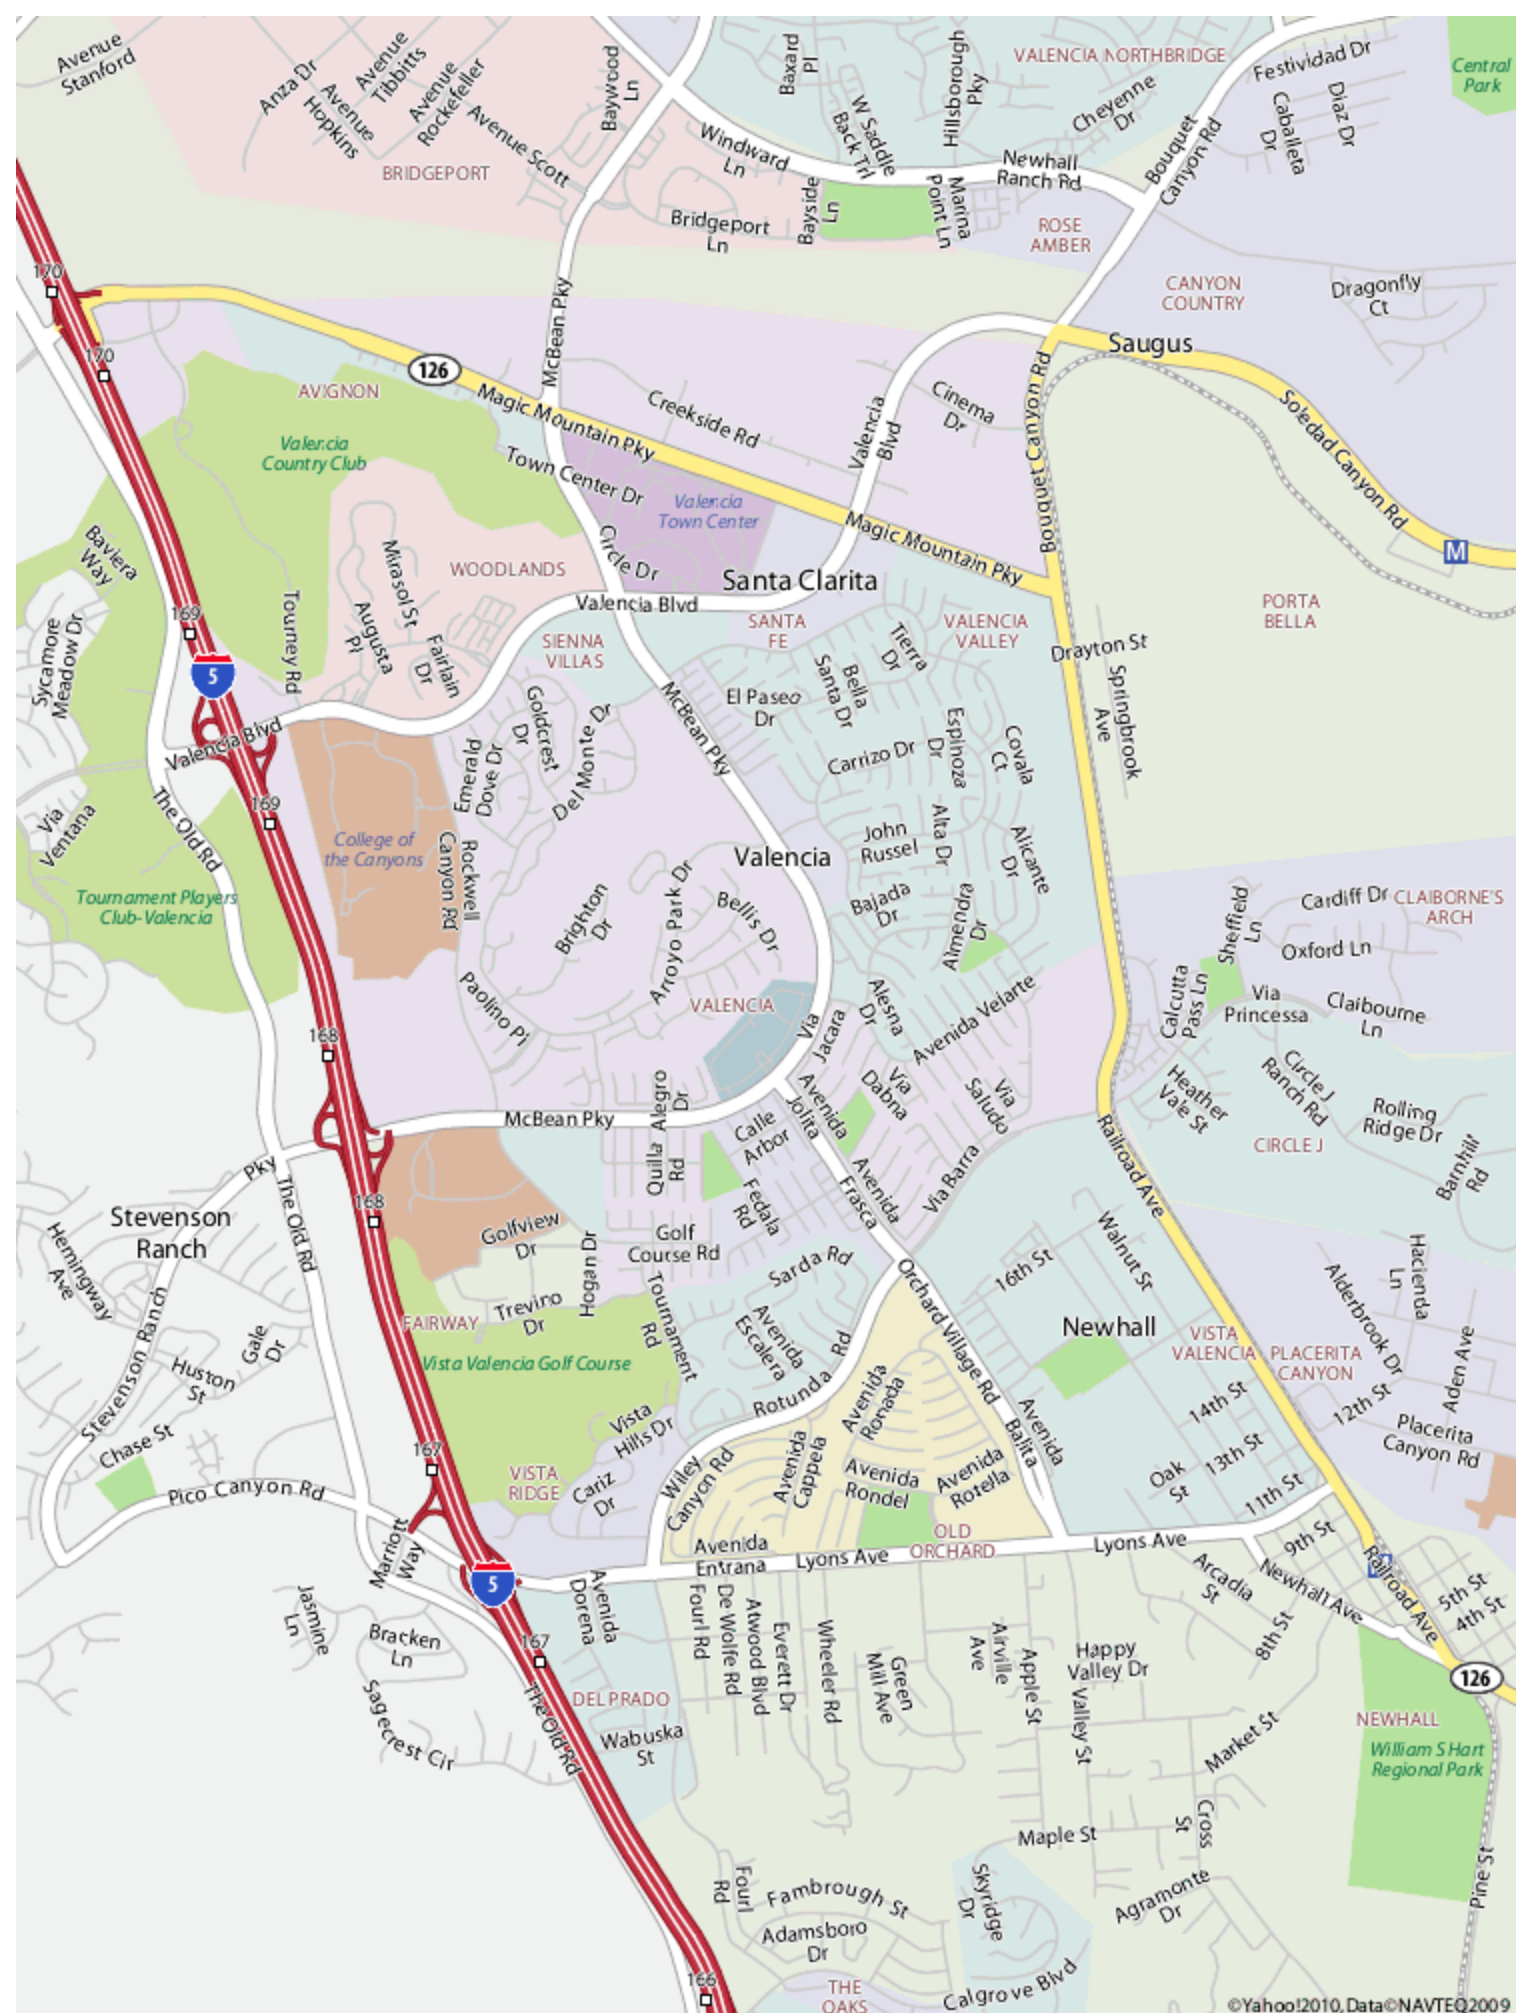 Avenue
Stanford
Anza Dr
Avenue
Hopkins
Avenue
Tibbitts
Avenue
Rockefeller
Avenue Scott
BRIDGEPORT
Baywood
Ln
Windward
Ln
Bridgeport
Ln
Baxard
Pl
W Saddle
Back Trl
Hillsborough
Pky
VALENCIA NORTHBRIDGE
Cheyenne
Dr
Newhall
Ranch Rd
Bayside
Ln
Marina
Point Ln
Bouquet
Canyon Rd
Festividad Dr
Caballeta
Dr
Diaz Dr
Central
Park
ROSE
AMBER
CANYON
COUNTRY
Dragonfly
Ct
170
170
126
McBean Pky
AVIGNON
Valencia
Country Club
Magic Mountain Pky
Creekside Rd
Valencia
Blvd
Cinema
Dr
Bouquet Canyon Rd
Saugus
Soledad Canyon Rd
M
Town Center Dr
Valencia
Town Center
Circle Dr
Magic Mountain Pky
Santa Clarita
Baviera
Way
Mirasol St
WOODLANDS
Valencia Blvd
Sycamore
Meadow Dr
169
5
Tourney Rd
Augusta
Pl
Fairlain
Dr
SIENNA
VILLAS
SANTA
FE
VALENCIA
VALLEY
Tierra
Dr
PORTA
BELLA
Drayton St
Springbrook
Ave
El Paseo
Dr
Bella
Santa Dr
McBean Pky
Goldcrest
Dr
Del Monte Dr
Emerald
Dove Dr
Carrizo Dr
Espinoza
Dr
Covala
Ct
Valencia Blvd
169
The Old Rd
Via
Ventana
College of
the Canyons
Rockwell
Canyon Rd
Valencia
John
Russel
Alta Dr
Alicante
Dr
Tournament Players
Club-Valencia
Brighton
Dr
Arroyo Park Dr
Bellis Dr
Bajada
Dr
Almendra
Dr
Sheffield
Ln
Cardiff Dr
CLAIBORNE'S
ARCH
Oxford Ln
Paolino Pl
VALENCIA
Via
Jacara
Alesna
Dr
Avenida Velarte
Calcutta
Pass Ln
Via
Princessa
Claibourne
Ln
168
Alegro
Dr
McBean Pky
Quilla
Rd
Calle
Arbor
Avenida
Jolita
Via
Dabna
Via
Saludo
Heather
Vale St
Circle J
Ranch Rd
Rolling
Ridge Dr
CIRCLE J
Barnhill
Rd
Railroad Ave
Pky
The Old Rd
168
Stevenson
Ranch
Hemingway
Ave
Golfview
Dr
Hogan Dr
Golf
Course Rd
Fedala
Rd
Avenida
Frasca
Via Barra
Walnut St
16th St
Sarda Rd
Orchard Village Rd
Hacienda
Ln
Alderbrook Dr
Stevenson Ranch
Gale
Dr
Huston
St
FAIRWAY
Trevino
Dr
Tournament
Rd
Avenida
Escalera
Vista Valencia Golf Course
Newhall
VISTA
VALENCIA
PLACERITA
CANYON
Aden Ave
12th St
Placerita
Canyon Rd
Rotunda
Rd
Avenida
Ronada
14th St
13th St
Chase St
Vista
Hills Dr
167
VISTA
RIDGE
Cariz
Dr
Wiley
Canyon Rd
Avenida
Cappela
Avenida
Rondel
Avenida
Rotella
Avenida
Balita
Oak
St
11th St
Pico Canyon Rd
Marriott
Way
Avenida
Entrana
Lyons Ave
OLD
ORCHARD
Lyons Ave
9th St
5
Newhall Ave
Railroad Ave
5th St
4th St
Arcadia
St
8th St
Jasmine
Ln
Bracken
Ln
Avenida
Dorena
167
Fourl Rd
De Wolfe Rd
Atwood Blvd
Everett Dr
Wheeler Rd
Green
Mill Ave
Airville
Ave
Apple St
Happy
Valley Dr
Valley St
126
DEL PRADO
Wabuska
St
Sagecrest Cir
The Old Rd
Market St
NEWHALL
William S Hart
Regional Park
Cross
St
Maple St
Fourl
Rd
Fambrough St
Adamsboro
Dr
Skyridge
Dr
Agramonte
Dr
Pine St
166
THE
OAKS
Calgrove Blvd
©Yahoo!2010, Data©NAVTEQ2009